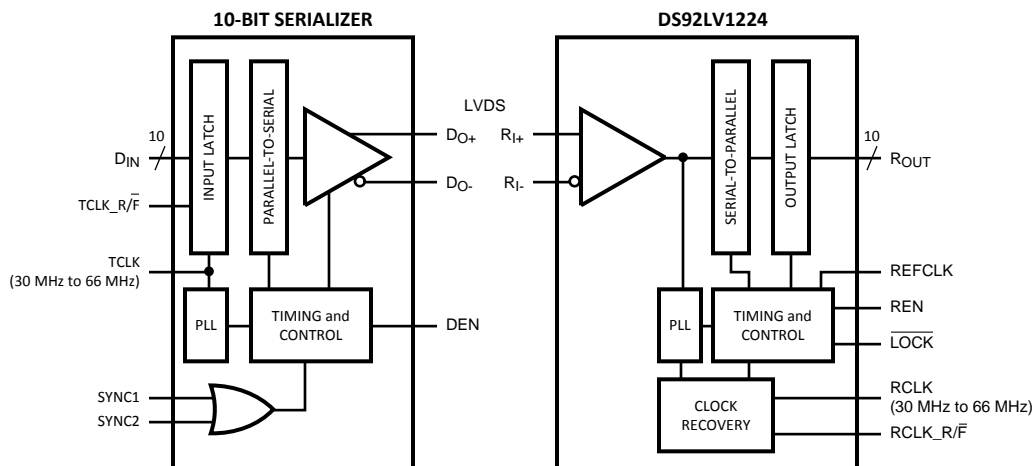 10-BIT SERIALIZER
DS92LV1224
INPUT LATCH
PARALLEL-TO-SERIAL
LVDS
SERIAL-TO-PARALLEL
OUTPUT LATCH
10
DIN
DO+
DO-
RI+
RI-
10
ROUT
TCLK_R/F̅
TCLK
(30 MHz to 66 MHz)
PLL
TIMING and
CONTROL
DEN
PLL
TIMING and
CONTROL
REFCLK
REN
L̅O̅C̅K̅
SYNC1
SYNC2
CLOCK
RECOVERY
RCLK
(30 MHz to 66 MHz)
RCLK_R/F̅